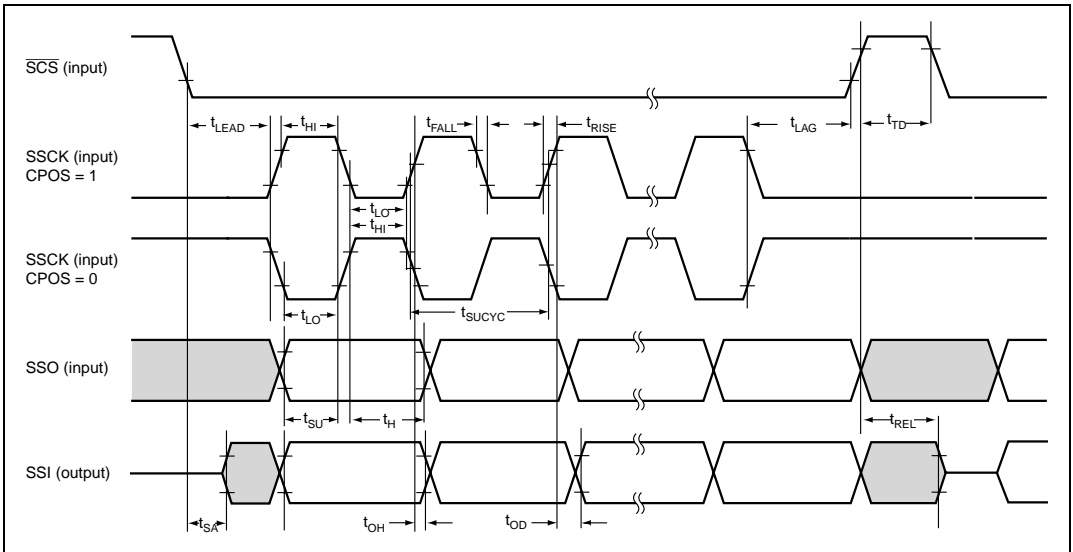 SCS (input)
tLEAD tHI tFALL tRISE tLAG tTD
SSCK (input)
CPOS = 1
tLO
tHI
SSCK (input)
CPOS = 0
tLO tSUCYC
SSO (input)
tSU tH tREL
SSI (output)
tSA tOH tOD